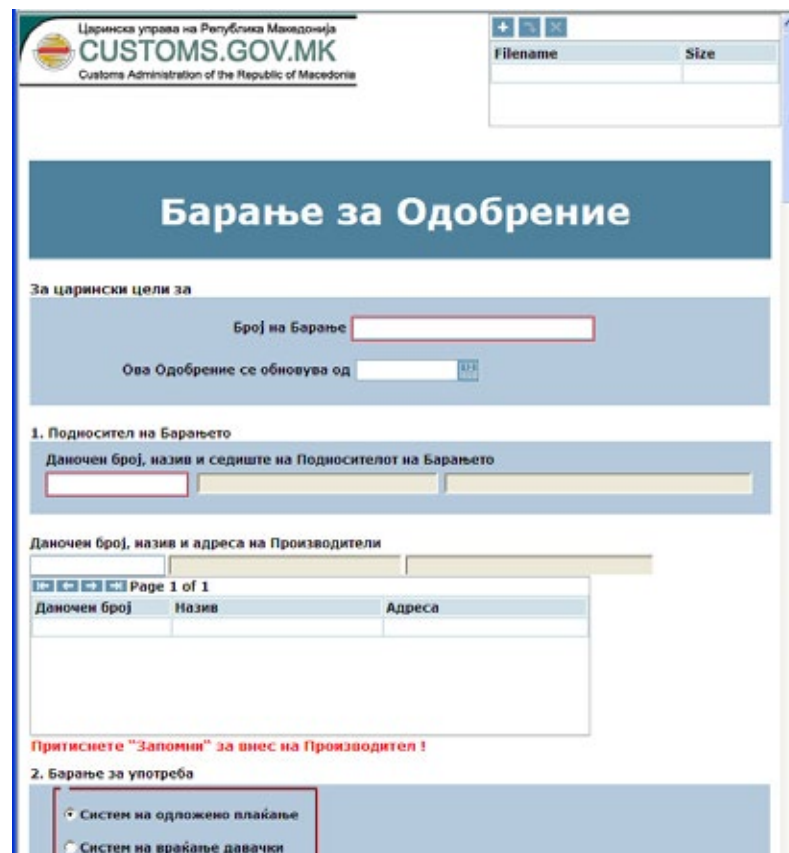 Царинска управа на Република Македонија
CUSTOMS.GOV.MK
Customs Administration of the Republic of Macedonia
Filename Size
Барање за Одобрение
За царински цели за
Број на Барање
Ова Одобрение се обновува од
1. Подносител на Барањето
Даночен број, назив и седиште на Подносителот на Барањето
Даночен број, назив и адреса на Производители
Page 1 of 1
Даночен број Назив Адреса
Притиснете "Запомни" за внес на Производител !
2. Барање за употреба
Систем на одложено плаќање
Систем на враќање давачки